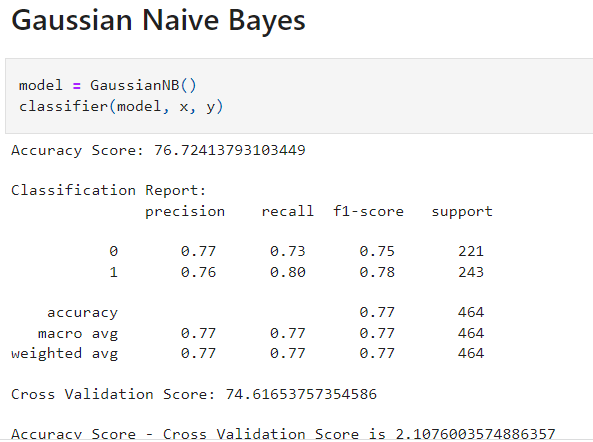 Gaussian Naive Bayes
model = GaussianNB()
classifier(model, x, y)
Accuracy Score: 76.72413793103449
Classification Report:
precision recall f1-score support
0 0.77 0.73 0.75 221
1 0.76 0.80 0.78 243
accuracy 0.77 464
macro avg 0.77 0.77 0.77 464
weighted avg 0.77 0.77 0.77 464
Cross Validation Score: 74.61653757354586
Accuracy Score - Cross Validation Score is 2.1076003574886357